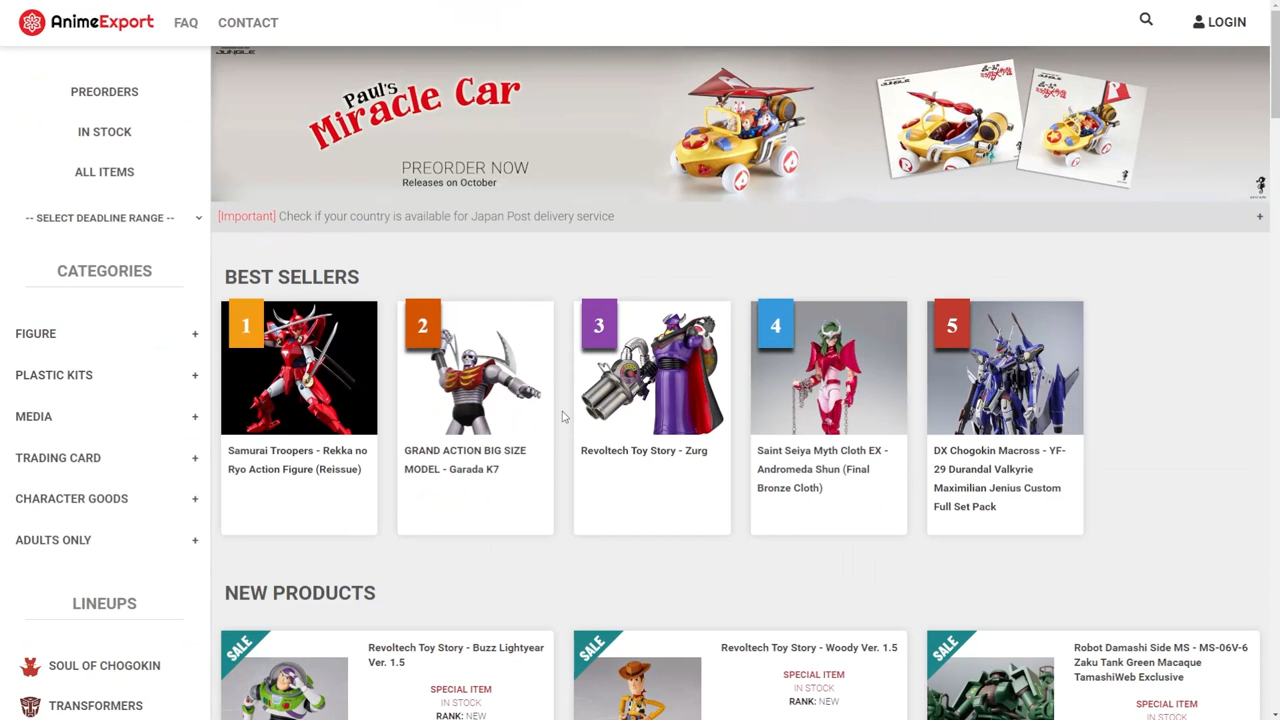 AnimeExport
FAQ
CONTACT
LOGIN
PREORDERS
IN STOCK
ALL ITEMS
-- SELECT DEADLINE RANGE --
CATEGORIES
FIGURE +
PLASTIC KITS +
MEDIA +
TRADING CARD +
CHARACTER GOODS +
ADULTS ONLY +
LINEUPS
SOUL OF CHOGOKIN
TRANSFORMERS
JUNGLE
Paul's
Miracle Car
PREORDER NOW
Releases on October
[Important] Check if your country is available for Japan Post delivery service +
BEST SELLERS
1
Samurai Troopers - Rekka no
Ryo Action Figure (Reissue)
2
GRAND ACTION BIG SIZE
MODEL - Garada K7
3
Revoltech Toy Story - Zurg
4
Saint Seiya Myth Cloth EX -
Andromeda Shun (Final
Bronze Cloth)
5
DX Chogokin Macross - YF-
29 Durandal Valkyrie
Maximilian Jenius Custom
Full Set Pack
NEW PRODUCTS
SALE
Revoltech Toy Story - Buzz Lightyear
Ver. 1.5
SPECIAL ITEM
IN STOCK
RANK: NEW
SALE
Revoltech Toy Story - Woody Ver. 1.5
SPECIAL ITEM
IN STOCK
RANK: NEW
SALE
Robot Damashi Side MS - MS-06V-6
Zaku Tank Green Macaque
TamashiWeb Exclusive
SPECIAL ITEM
IN STOCK